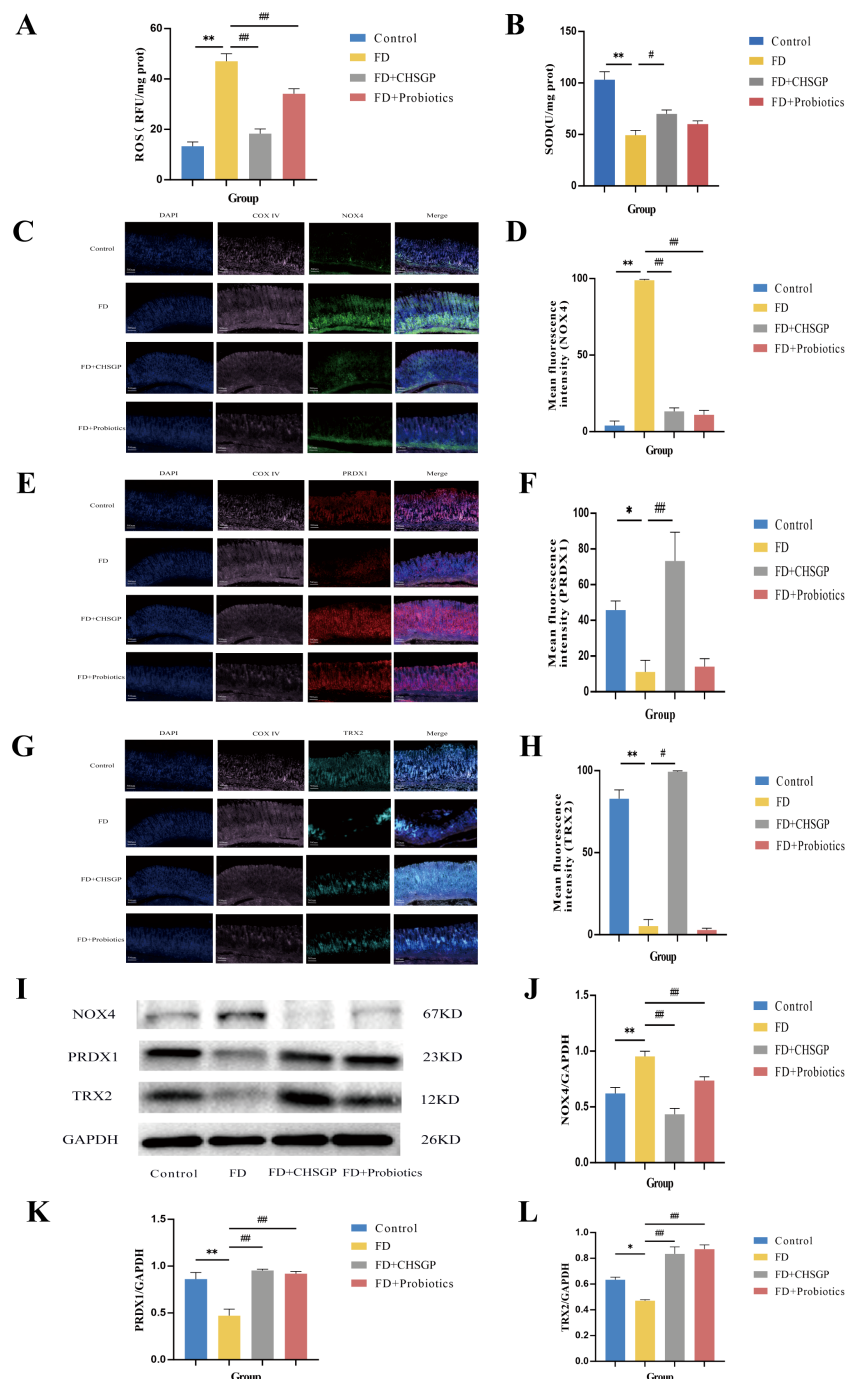 A
ROS( RFU/mg prot)
60
40
20
0
**
##
##
Group
Control
FD
FD+CHSGP
FD+Probiotics
B
SOD(U/mg prot)
150
100
50
0
**
#
Group
Control
FD
FD+CHSGP
FD+Probiotics
C
DAPI COX IV NOX4 Merge
Control
FD
FD+CHSGP
FD+Probiotics
D
Mean fluorescence
intensity (NOX4)
100
50
0
**
##
##
Group
Control
FD
FD+CHSGP
FD+Probiotics
E
DAPI COX IV PRDX1 Merge
Control
FD
FD+CHSGP
FD+Probiotics
F
Mean fluorescence
intensity (PRDX1)
100
80
60
40
20
0
*
##
Group
Control
FD
FD+CHSGP
FD+Probiotics
G
DAPI COX IV TRX2 Merge
Control
FD
FD+CHSGP
FD+Probiotics
H
Mean fluorescence
intensity (TRX2)
100
50
0
**
#
Group
Control
FD
FD+CHSGP
FD+Probiotics
I
NOX4 67KD
PRDX1 23KD
TRX2 12KD
GAPDH 26KD
Control FD FD+CHSGP FD+Probiotics
J
NOX4/GAPDH
1.5
1.0
0.5
0.0
**
##
##
Group
Control
FD
FD+CHSGP
FD+Probiotics
K
PRDX1/GAPDH
1.5
1.0
0.5
0.0
**
##
##
Group
Control
FD
FD+CHSGP
FD+Probiotics
L
TRX2/GAPDH
1.0
0.8
0.6
0.4
0.2
0.0
*
##
##
Group
Control
FD
FD+CHSGP
FD+Probiotics